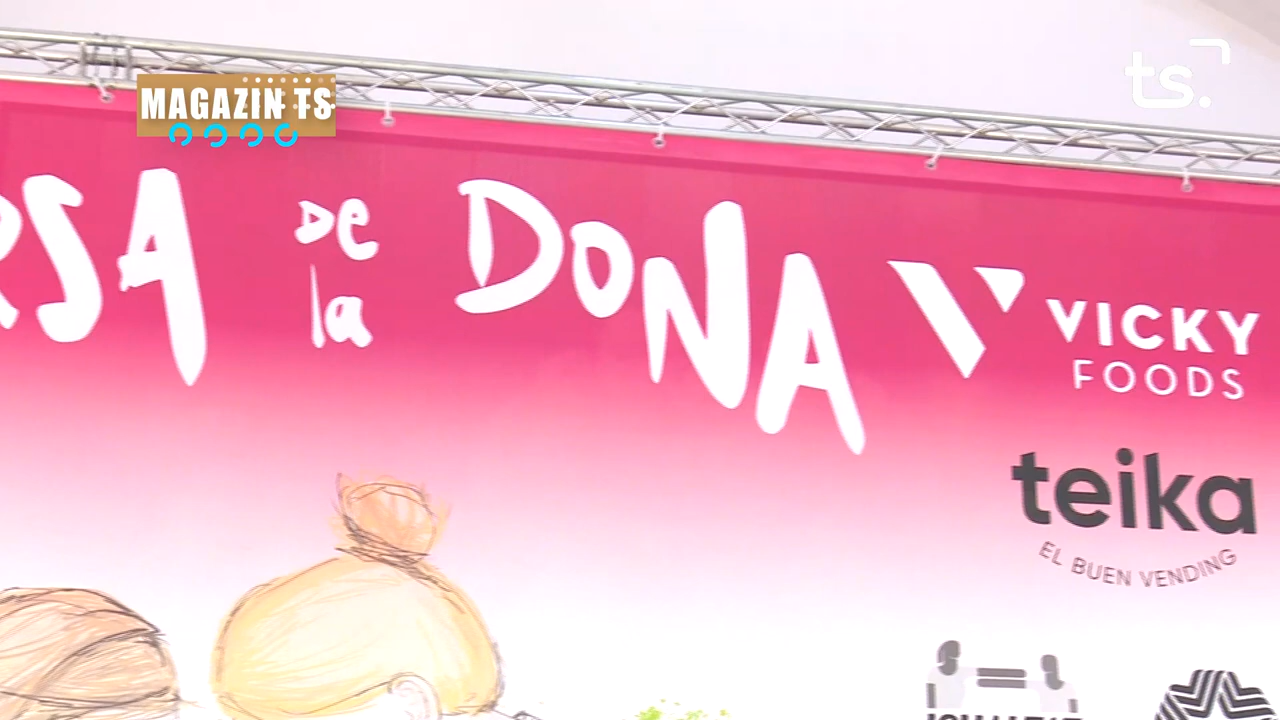 MAGAZIN TS
ts.
RSA de la DONA
VICKY
FOODS
teika
EL BUEN VENDING